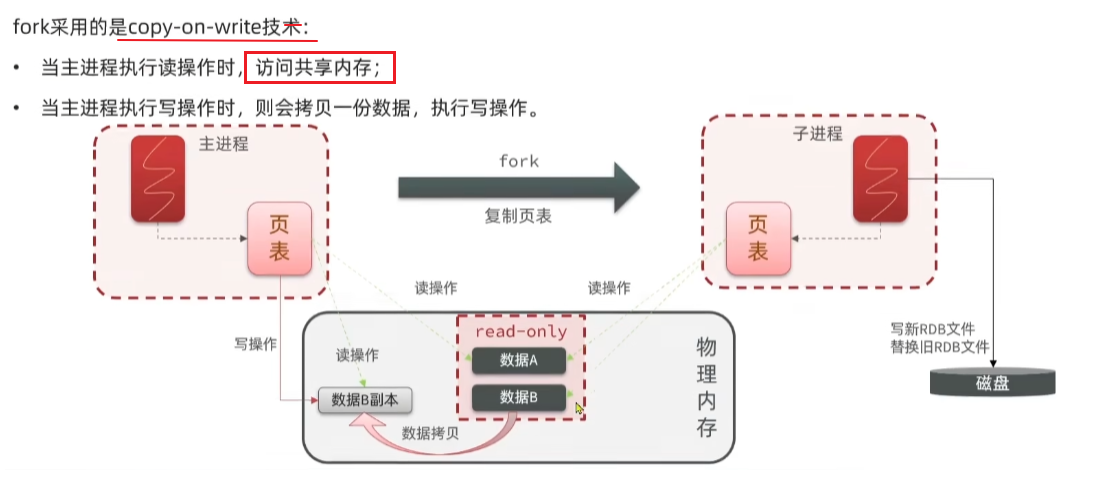 fork采用的是copy-on-write技术：
• 当主进程执行读操作时，访问共享内存；
• 当主进程执行写操作时，则会拷贝一份数据，执行写操作。
主进程
子进程
fork
复制页表
页表
页表
读操作
读操作
写操作
读操作
read-only
数据A
数据B
数据B副本
数据拷贝
物理内存
写新RDB文件
替换旧RDB文件
磁盘